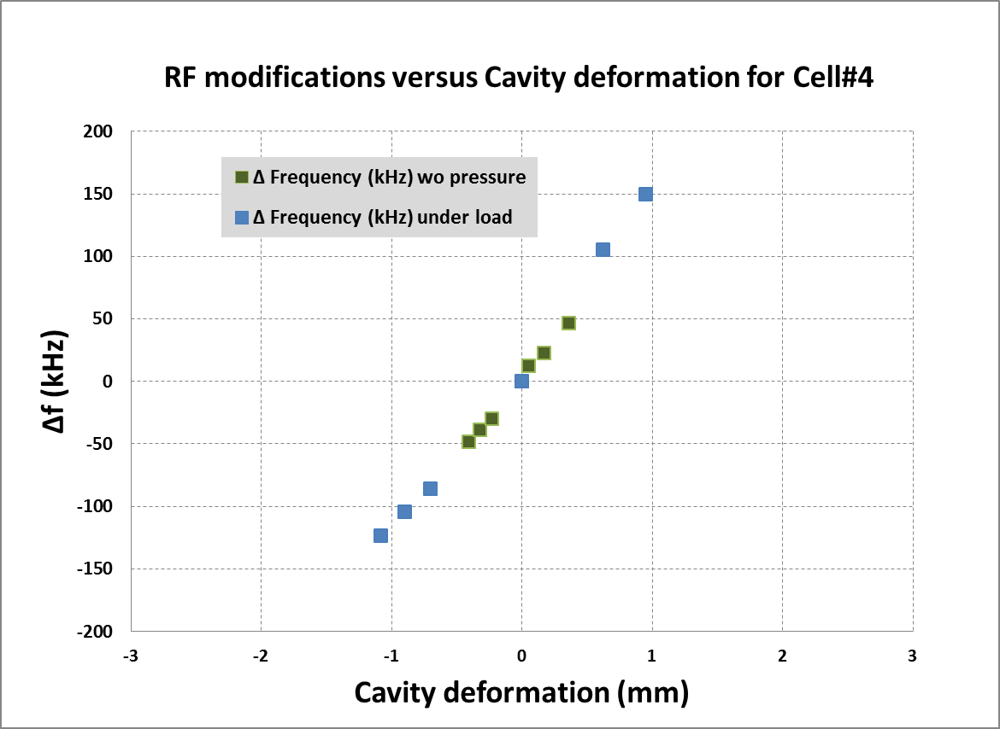 RF modifications versus Cavity deformation for Cell#4
200
150
100
50
0
-50
-100
-150
-200
Δ Frequency (kHz) wo pressure
Δ Frequency (kHz) under load
Δf (kHz)
-3 -2 -1 0 1 2 3
Cavity deformation (mm)